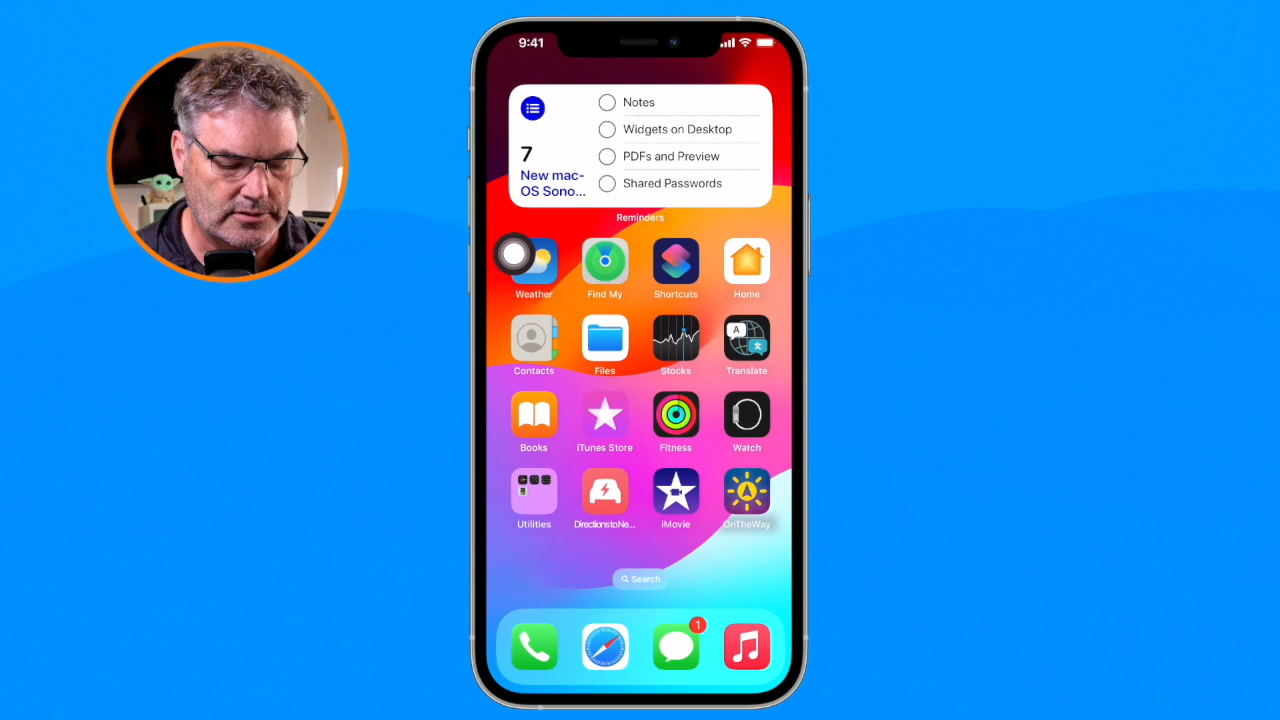 9:41
Notes
Widgets on Desktop
7
PDFs and Preview
New mac-
OS Sono...
Shared Passwords
Reminders
Weather Find My Shortcuts Home
A
文
Contacts Files Stocks Translate
Books iTunes Store Fitness Watch
Utilities DirectionstoNe... iMovie OnTheWay
Search
1